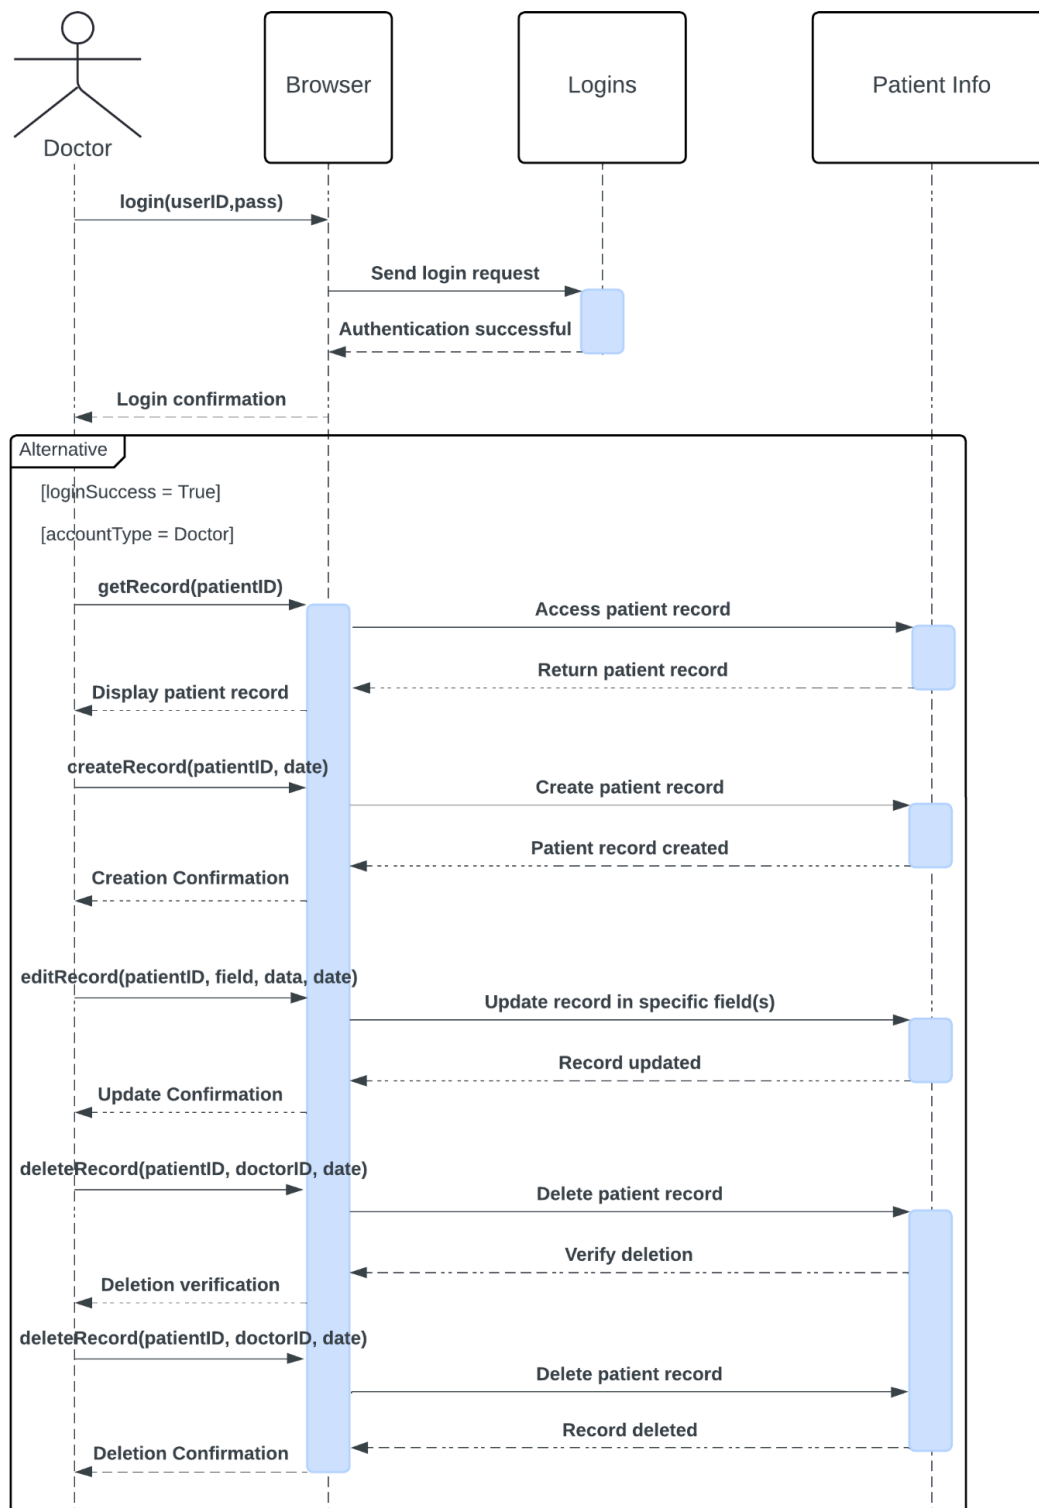 Doctor
Browser
Logins
Patient Info
login(userID,pass)
Send login request
Authentication successful
Login confirmation
Alternative
[loginSuccess = True]
[accountType = Doctor]
getRecord(patientID)
Access patient record
Return patient record
Display patient record
createRecord(patientID, date)
Create patient record
Patient record created
Creation Confirmation
editRecord(patientID, field, data, date)
Update record in specific field(s)
Record updated
Update Confirmation
deleteRecord(patientID, doctorID, date)
Delete patient record
Verify deletion
Deletion verification
deleteRecord(patientID, doctorID, date)
Delete patient record
Record deleted
Deletion Confirmation